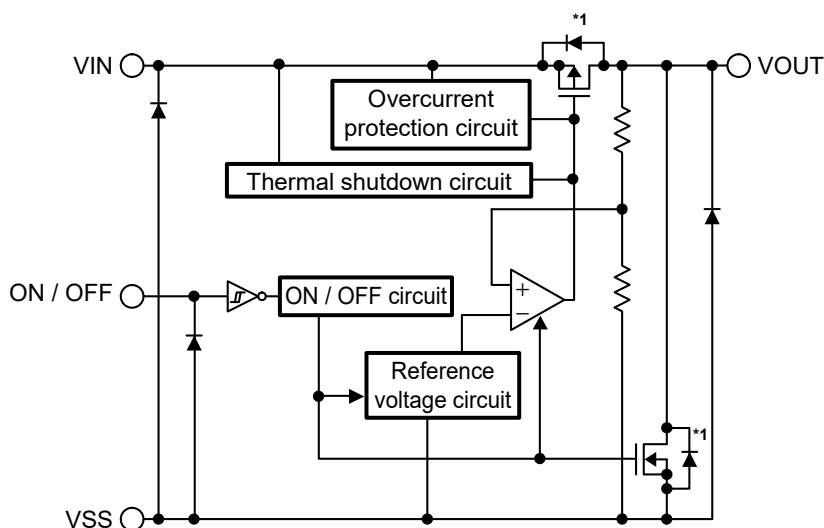 *1
VIN
VOUT
Overcurrent
protection circuit
Thermal shutdown circuit
ON / OFF
ON / OFF circuit
+
−
Reference
voltage circuit
*1
VSS